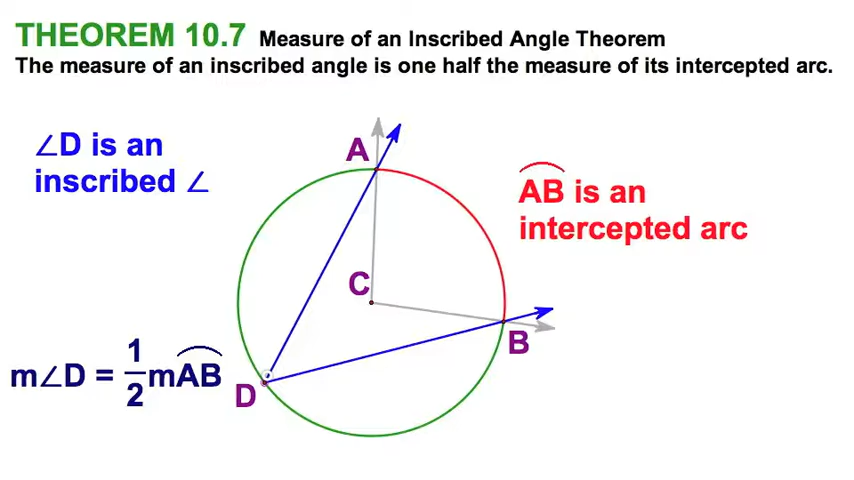 THEOREM 10.7 Measure of an Inscribed Angle Theorem
The measure of an inscribed angle is one half the measure of its intercepted arc.
∠D is an
inscribed ∠
A
AB is an
intercepted arc
C
B
m∠D = 1/2 mAB
D